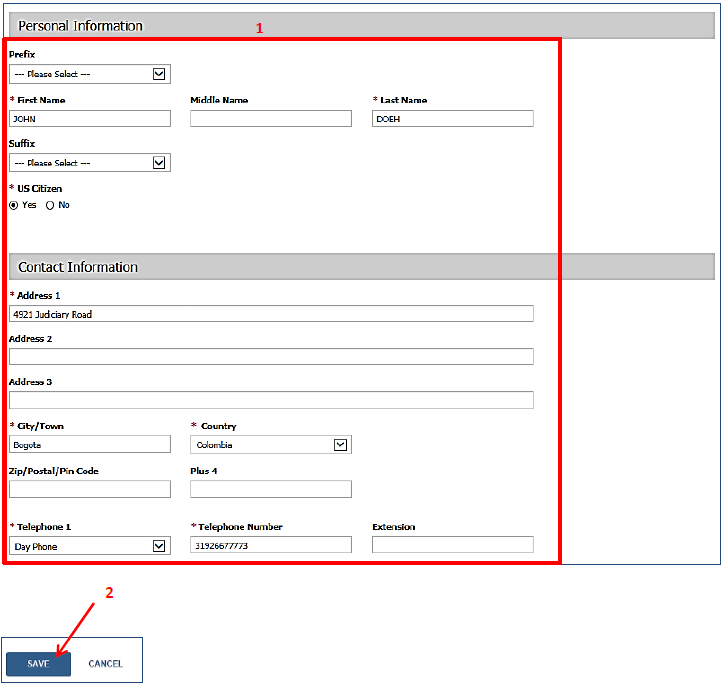 Personal Information
1
Prefix
--- Please Select ---
* First Name Middle Name * Last Name
JOHN DOEH
Suffix
--- Please Select ---
* US Citizen
Yes No
Contact Information
* Address 1
4921 Judiciary Road
Address 2
Address 3
* City/Town * Country
Bogota Colombia
Zip/Postal/Pin Code Plus 4
* Telephone 1 * Telephone Number Extension
Day Phone 31926677773
2
SAVE CANCEL